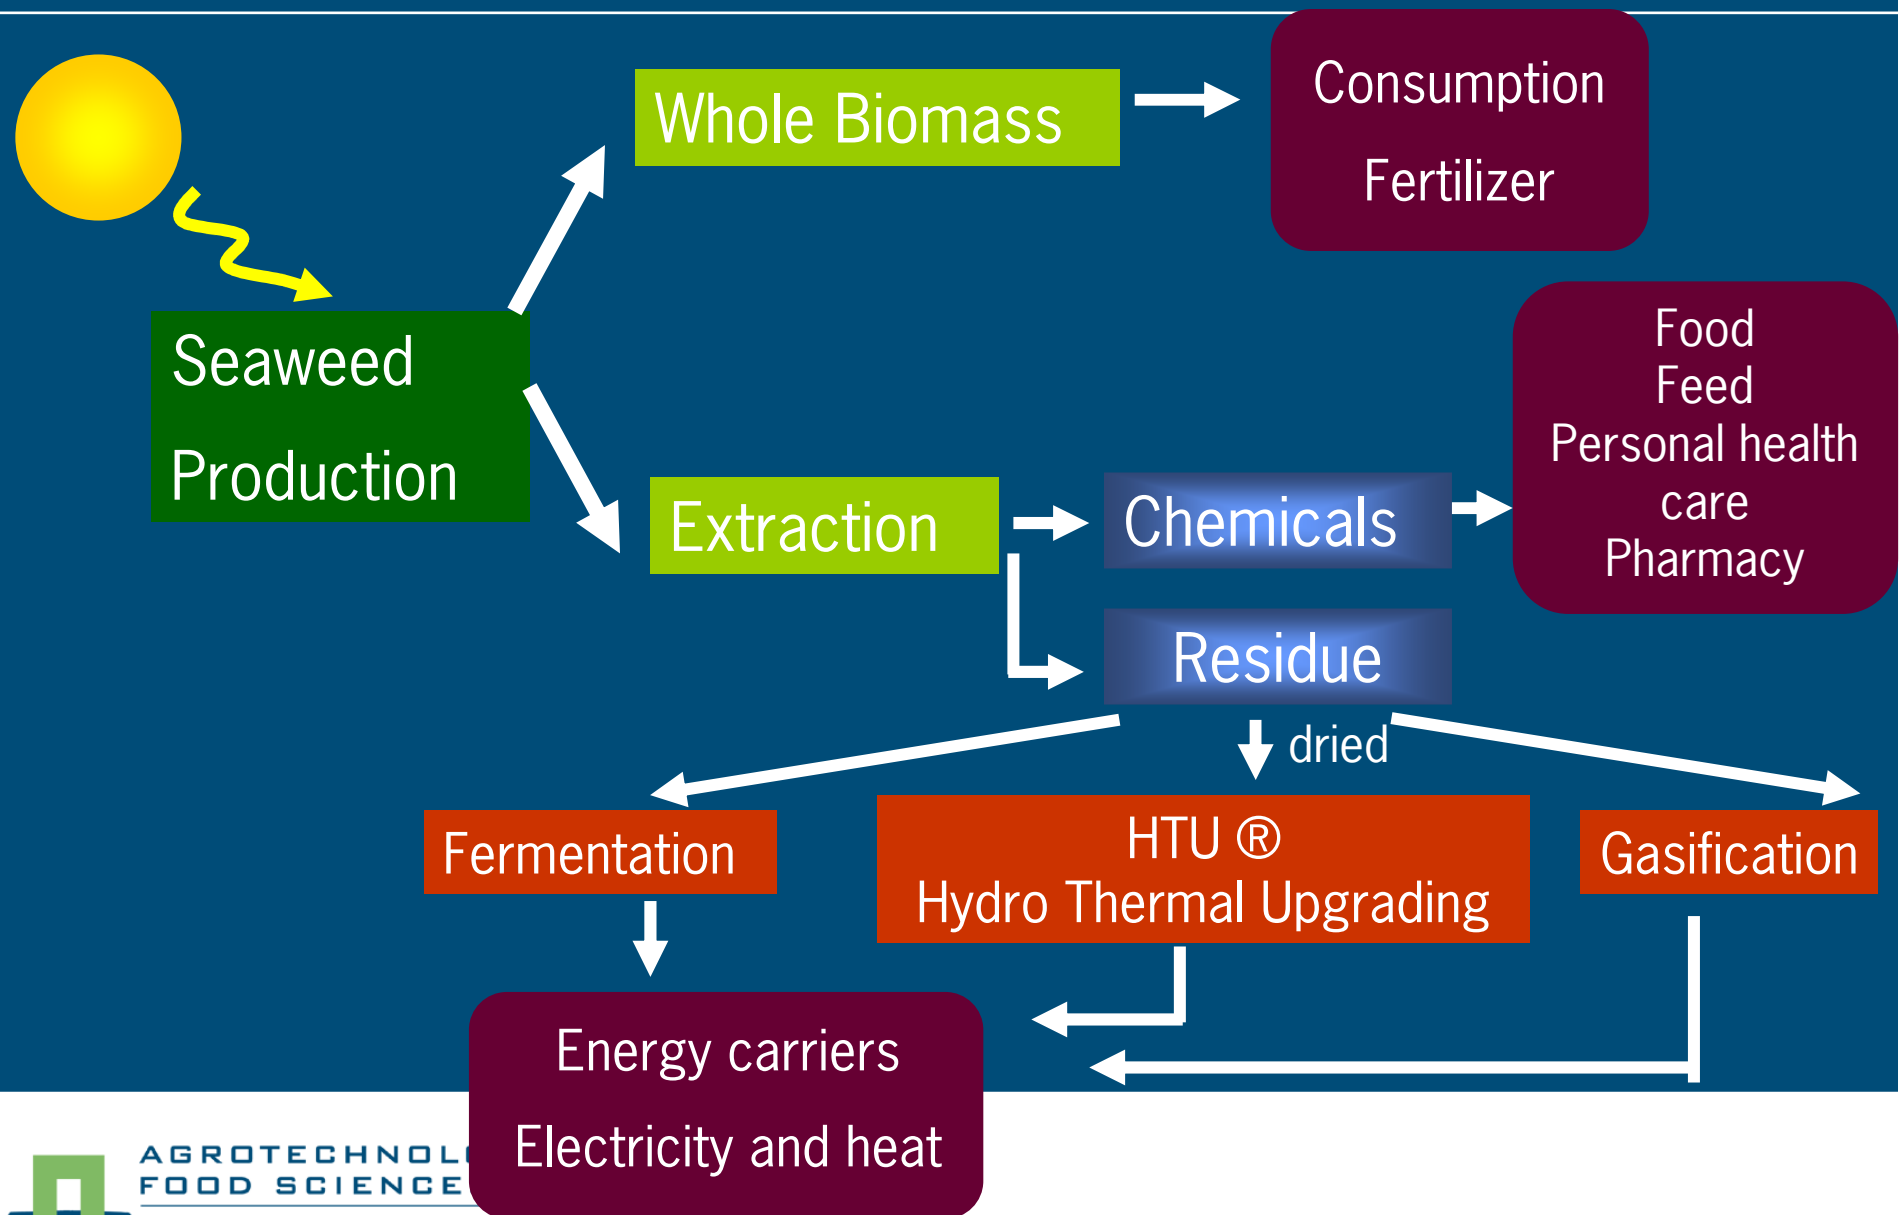 Whole Biomass
Consumption
Fertilizer
Seaweed
Production
Extraction
Chemicals
Food
Feed
Personal health
care
Pharmacy
Residue
dried
Fermentation
HTU ®
Hydro Thermal Upgrading
Gasification
Energy carriers
Electricity and heat
FOOD SCIENCE